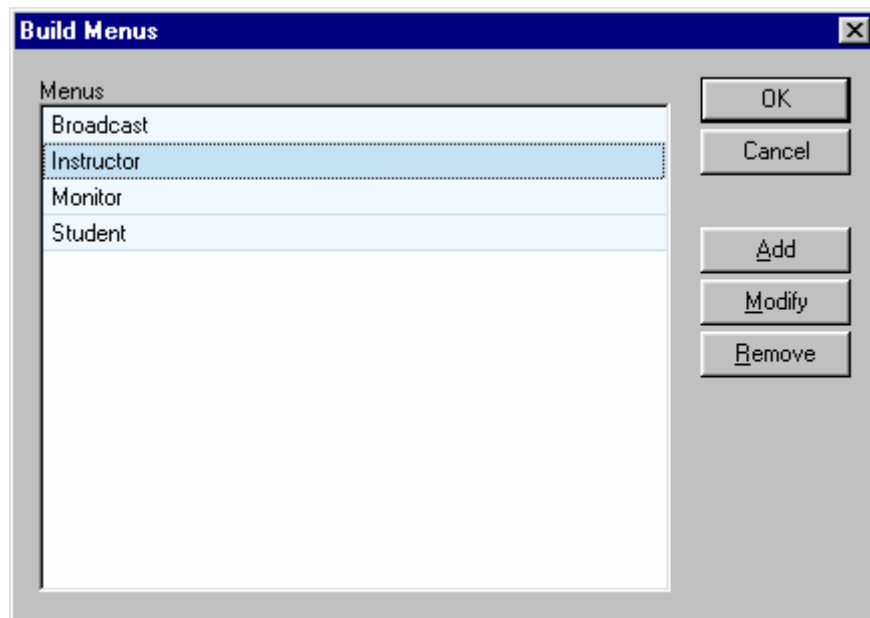 Build Menus
Menus
Broadcast
Instructor
Monitor
Student
OK
Cancel
Add
Modify
Remove